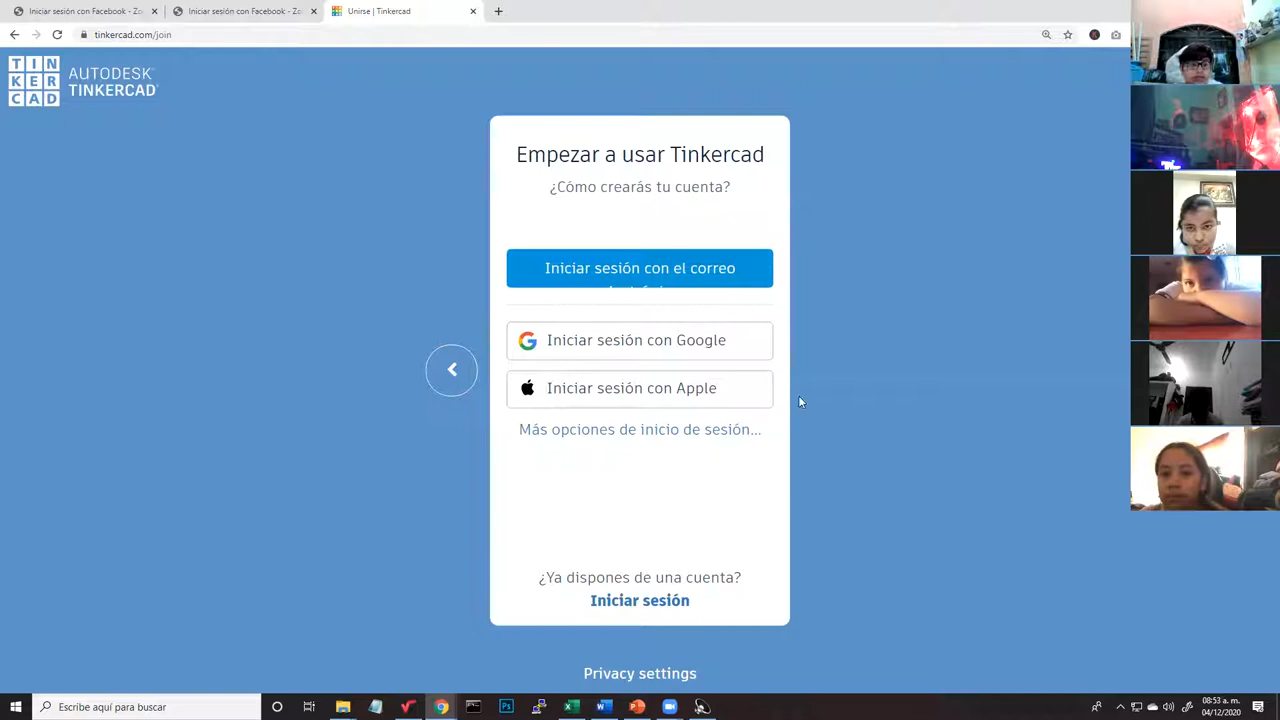 Iniciar sesión con Facebook - Zo
Iniciar sesión con Facebook - Zo
Unirse | Tinkercad
tinkercad.com/join
TIN
KER
CAD
AUTODESK
TINKERCAD
Empezar a usar Tinkercad
¿Cómo crearás tu cuenta?
Iniciar sesión con el correo
Iniciar sesión con Google
Iniciar sesión con Apple
Más opciones de inicio de sesión...
¿Ya dispones de una cuenta?
Iniciar sesión
Privacy settings
Escribe aquí para buscar
08:53 a. m.
04/12/2020